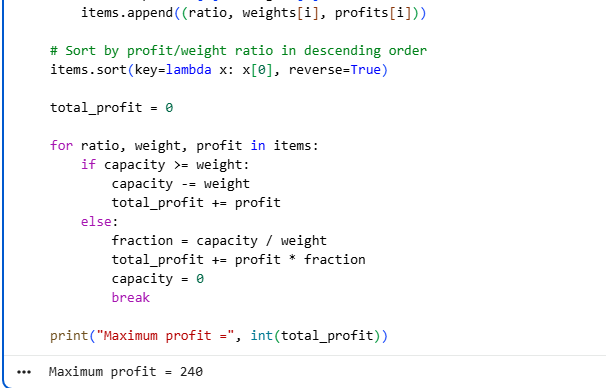 items.append((ratio, weights[i], profits[i]))
# Sort by profit/weight ratio in descending order
items.sort(key=lambda x: x[0], reverse=True)
total_profit = 0
for ratio, weight, profit in items:
if capacity >= weight:
capacity -= weight
total_profit += profit
else:
fraction = capacity / weight
total_profit += profit * fraction
capacity = 0
break
print("Maximum profit =", int(total_profit))
Maximum profit = 240